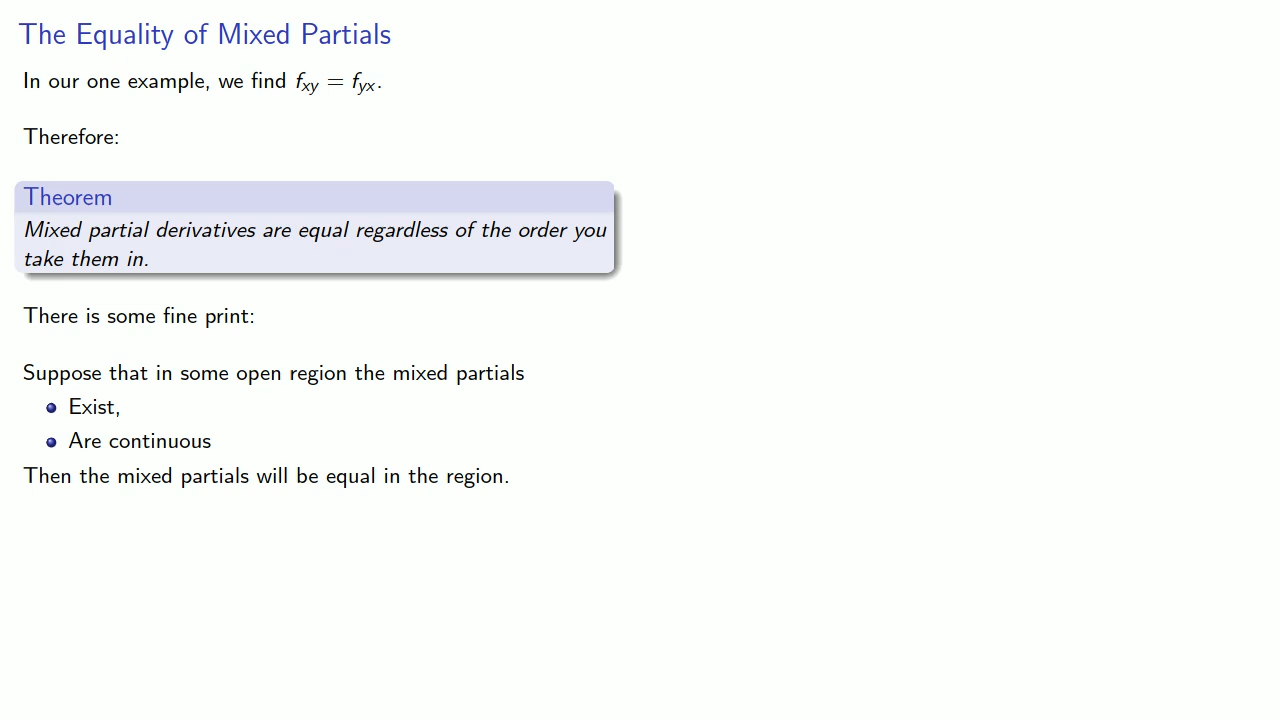 The Equality of Mixed Partials
In our one example, we find fxy = fyx.
Therefore:
Theorem
Mixed partial derivatives are equal regardless of the order you
take them in.
There is some fine print:
Suppose that in some open region the mixed partials
Exist,
Are continuous
Then the mixed partials will be equal in the region.